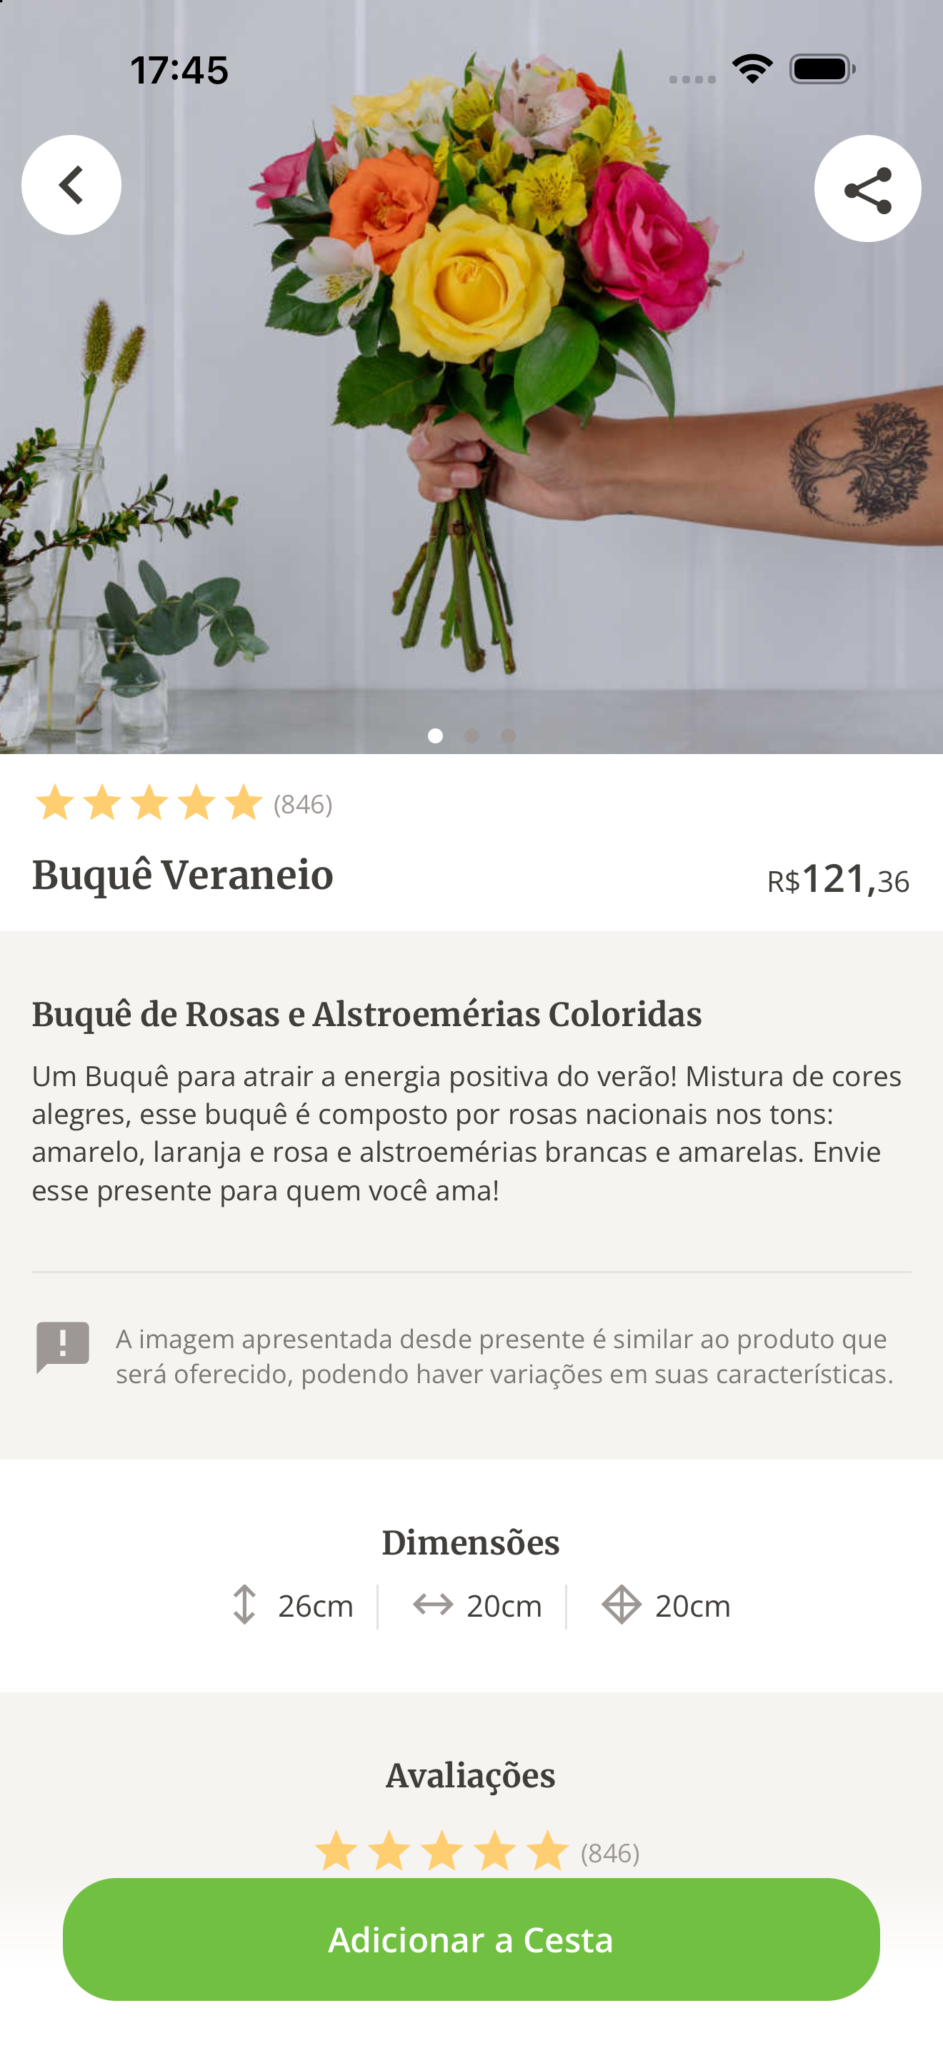 17:45
(846)
Buquê Veraneio
R$121,36
Buquê de Rosas e Alstroemérias Coloridas
Um Buquê para atrair a energia positiva do verão! Mistura de cores
alegres, esse buquê é composto por rosas nacionais nos tons:
amarelo, laranja e rosa e alstroemérias brancas e amarelas. Envie
esse presente para quem você ama!
A imagem apresentada desde presente é similar ao produto que
será oferecido, podendo haver variações em suas características.
Dimensões
26cm
20cm
20cm
Avaliações
(846)
Adicionar a Cesta